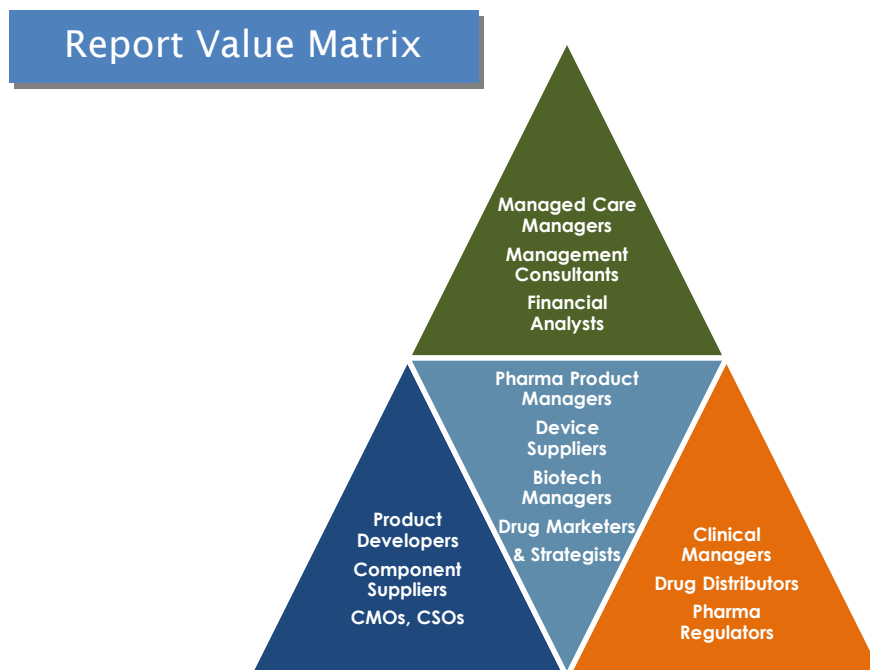 Report Value Matrix
Managed Care
Managers
Management
Consultants
Financial
Analysts
Pharma Product
Managers
Device
Suppliers
Biotech
Managers
Drug Marketers
& Strategists
Product
Developers
Component
Suppliers
CMOs, CSOs
Clinical
Managers
Drug Distributors
Pharma
Regulators